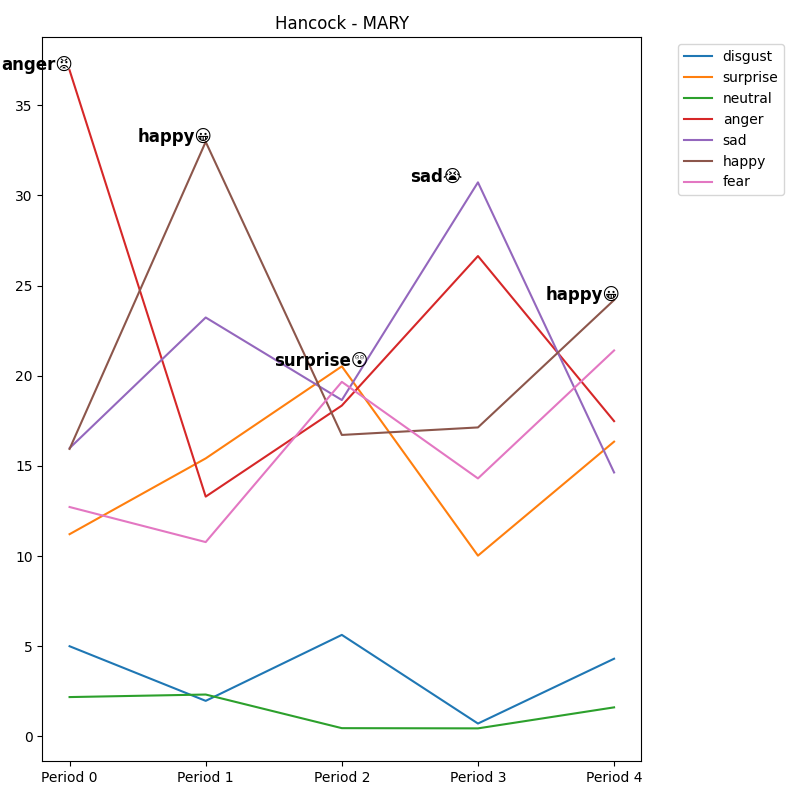 Hancock - MARY
anger😡
happy😀
sad😭
surprise😲
happy😀
35
30
25
20
15
10
5
0
Period 0
Period 1
Period 2
Period 3
Period 4
disgust
surprise
neutral
anger
sad
happy
fear